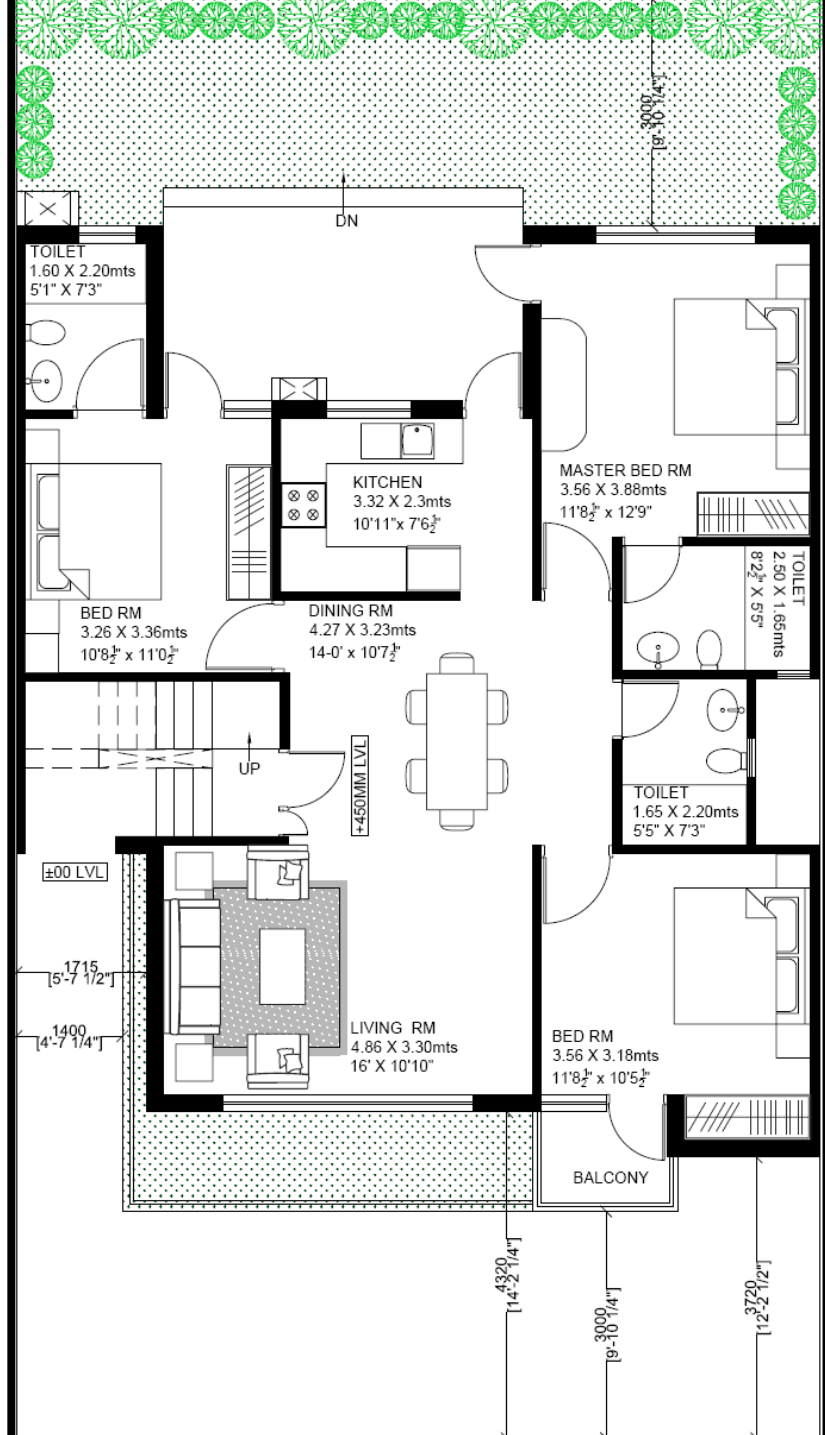 3000
[9'-10 1/4"]
DN
TOILET
1.60 X 2.20mts
5'1" X 7'3"
KITCHEN
3.32 X 2.3mts
10'11"x 7'6½"
MASTER BED RM
3.56 X 3.88mts
11'8½" x 12'9"
TOILET
2.50 X 1.65mts
8'2½" X 5'5"
BED RM
3.26 X 3.36mts
10'8½" x 11'0½"
DINING RM
4.27 X 3.23mts
14-0' x 10'7½"
UP
+450MM LVL
TOILET
1.65 X 2.20mts
5'5" X 7'3"
±00 LVL
1715
[5'-7 1/2"]
1400
[4'-7 1/4"]
LIVING RM
4.86 X 3.30mts
16' X 10'10"
BED RM
3.56 X 3.18mts
11'8½" x 10'5½"
BALCONY
4320
[14'-2 1/4"]
3000
[9'-10 1/4"]
3720
[12'-2 1/2"]